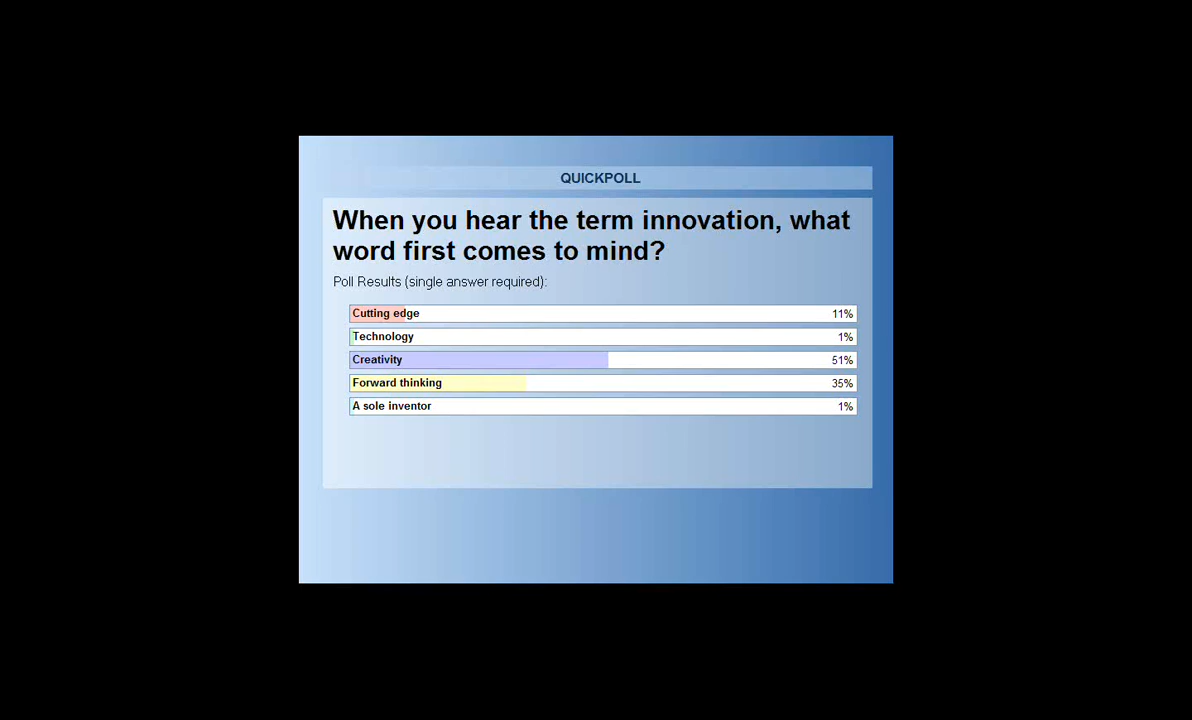 QUICKPOLL
When you hear the term innovation, what
word first comes to mind?
Poll Results (single answer required):
Cutting edge 11%
Technology 1%
Creativity 51%
Forward thinking 35%
A sole inventor 1%